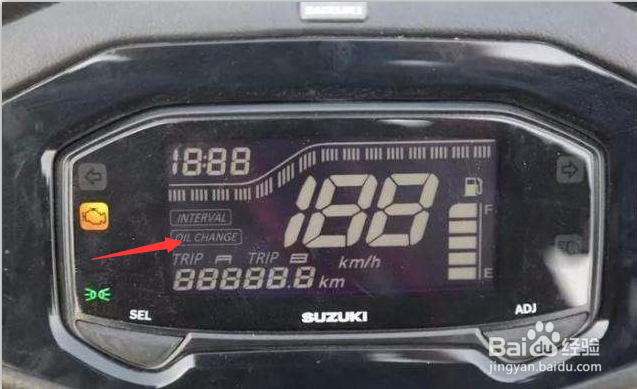 SUZUKI
18:88
INTERVAL
188
F
OIL CHANGE
TRIP TRIP km/h
88888.8 km
E
SEL
SUZUKI
ADJ
Baidu 经验
jingyan.baidu.com